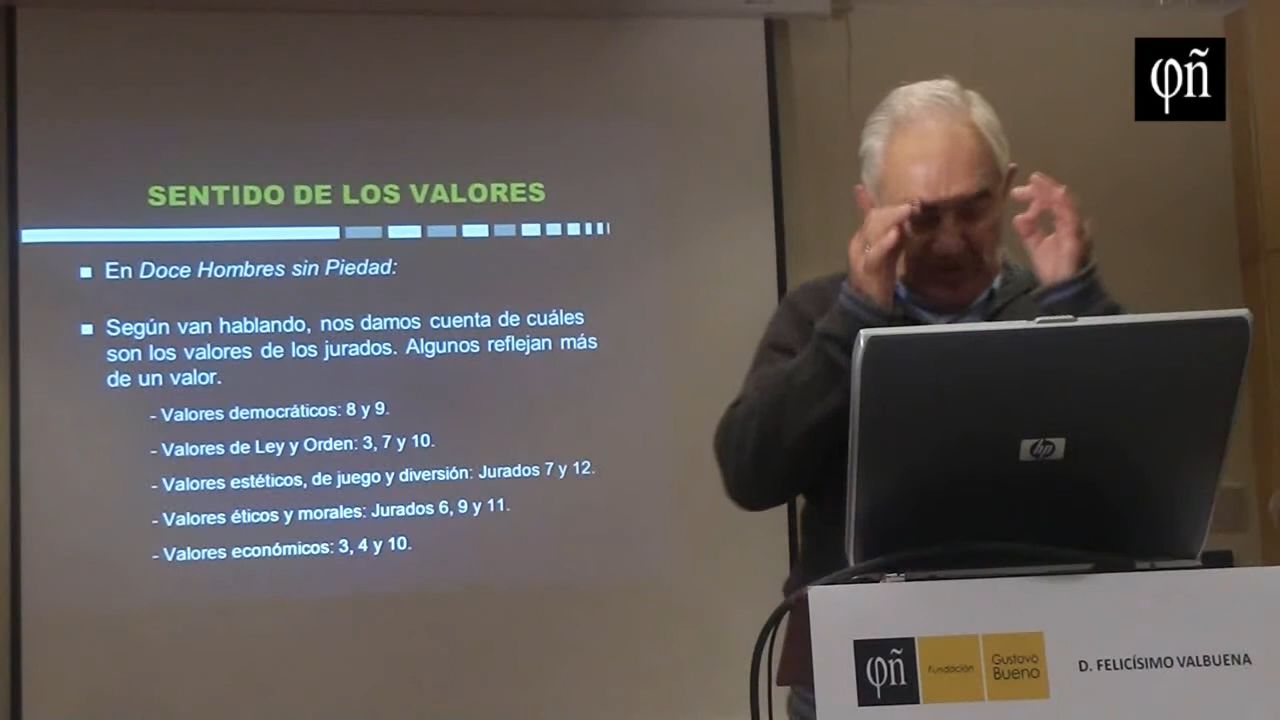 φñ
SENTIDO DE LOS VALORES
En Doce Hombres sin Piedad:
Según van hablando, nos damos cuenta de cuáles
son los valores de los jurados. Algunos reflejan más
de un valor.
- Valores democráticos: 8 y 9.
- Valores de Ley y Orden: 3, 7 y 10.
- Valores estéticos, de juego y diversión: Jurados 7 y 12.
- Valores éticos y morales: Jurados 6, 9 y 11.
- Valores económicos: 3, 4 y 10.
hp
φñ
Fundación
Gustavo
Bueno
D. FELICÍSIMO VALBUENA